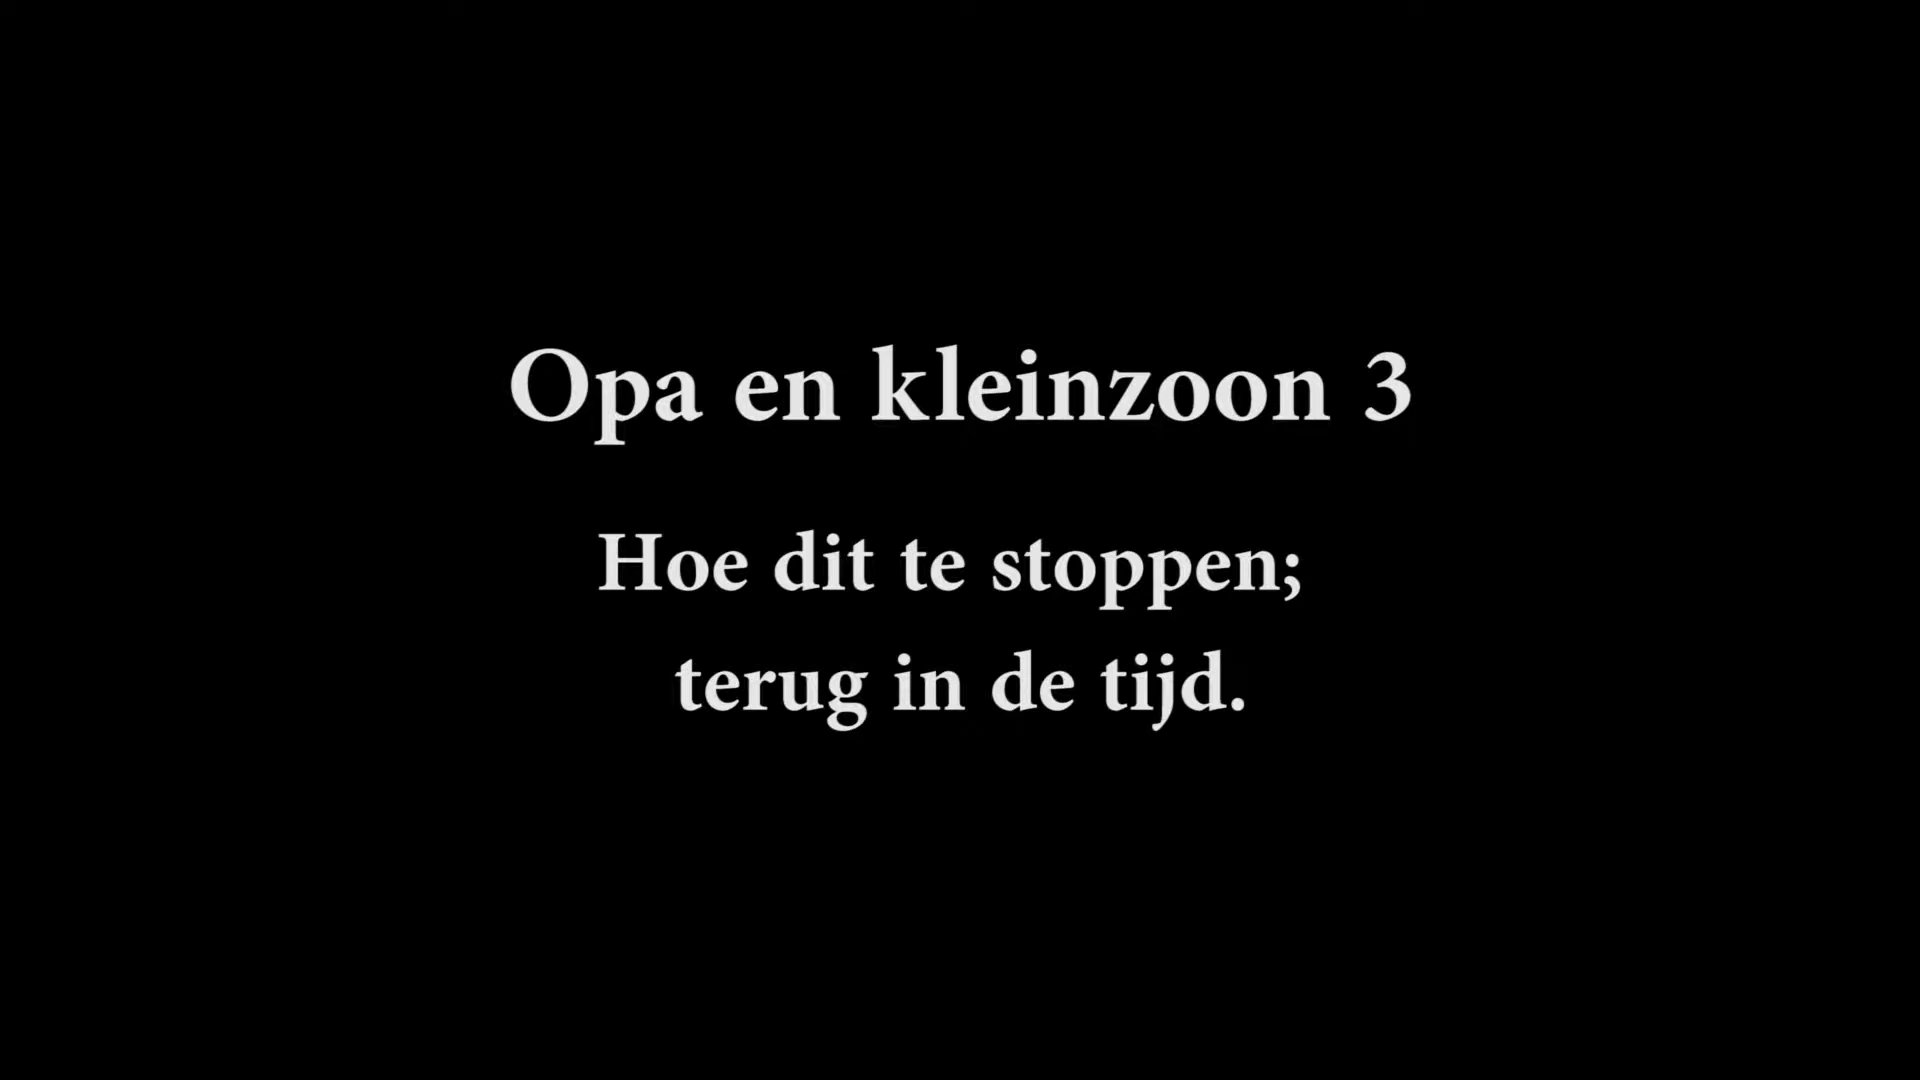 Opa en kleinzoon 3
Hoe dit te stoppen;
terug in de tijd.